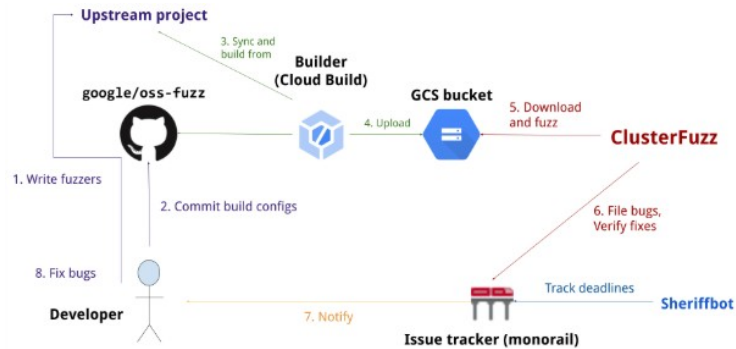 Upstream project
3. Sync and
build from
Builder
(Cloud Build)
google/oss-fuzz
GCS bucket
5. Download
and fuzz
4. Upload
ClusterFuzz
1. Write fuzzers
2. Commit build configs
6. File bugs,
Verify fixes
8. Fix bugs
Track deadlines
Sheriffbot
Developer
7. Notify
Issue tracker (monorail)